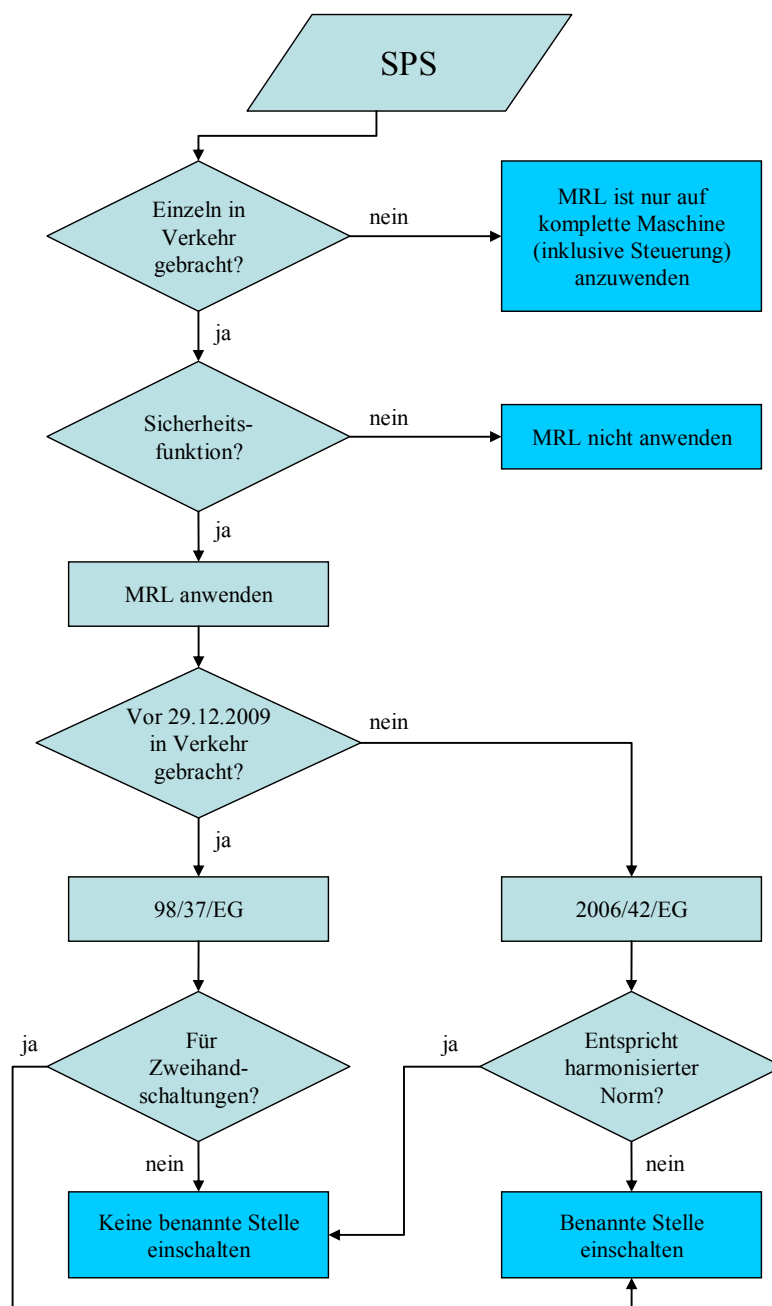 SPS
Einzeln in
Verkehr
gebracht?
nein
MRL ist nur auf
komplette Maschine
(inklusive Steuerung)
anzuwenden
ja
Sicherheits-
funktion?
nein
MRL nicht anwenden
ja
MRL anwenden
Vor 29.12.2009
in Verkehr
gebracht?
nein
ja
98/37/EG
2006/42/EG
ja
Für
Zweihand-
schaltungen?
ja
Entspricht
harmonisierter
Norm?
nein
nein
Keine benannte Stelle
einschalten
Benannte Stelle
einschalten